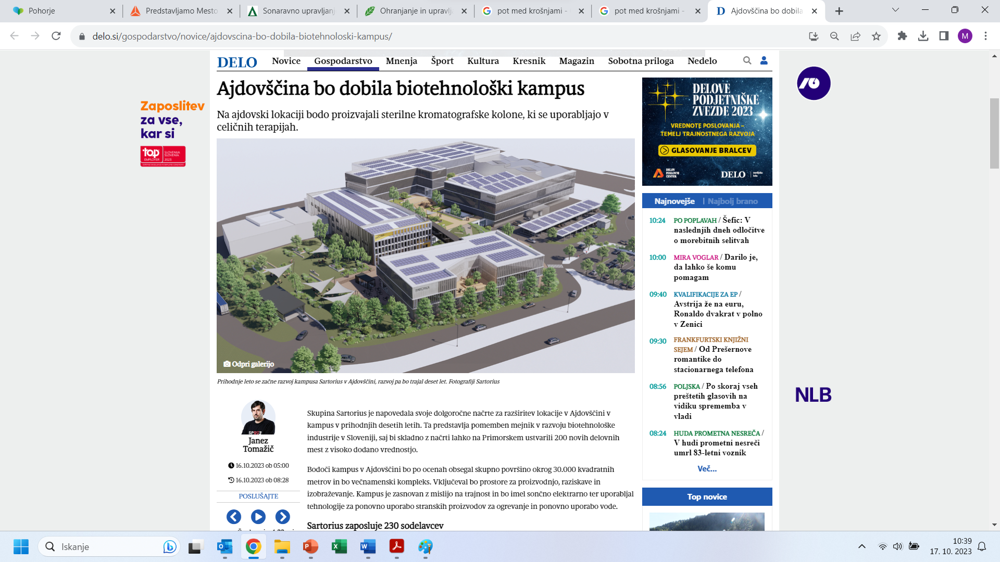 Pohorje
Predstavljamo Mesto
Sonaravno upravljanj
Ohranjanje in upravlja
pot med krošnjami -
pot med krošnjami -
Ajdovščina bo dobila
delo.si/gospodarstvo/novice/ajdovscina-bo-dobila-biotehnoloski-kampus/
M
DELO
Novice
Gospodarstvo
Mnenja
Šport
Kultura
Kresnik
Magazin
Sobotna priloga
Nedelo
Zaposlitev
za vse,
kar si
top
EMPLOYER
SLOVENIJA
SLOVENIA
2023
Ajdovščina bo dobila biotehnološki kampus
Na ajdovski lokaciji bodo proizvajali sterilne kromatografske kolone, ki se uporabljajo v
celičnih terapijah.
SARTORIUS
Odpri galerijo
Prihodnje leto se začne razvoj kampusa Sartorius v Ajdovščini, razvoj pa bo trajal deset let. Fotografiji Sartorius
Janez
Tomažič
16.10.2023 ob 05:00
16.10.2023 ob 08:28
POSLUŠAJTE
Skupina Sartorius je napovedala svoje dolgoročne načrte za razširitev lokacije v Ajdovščini v
kampus v prihodnjih desetih letih. Ta predstavlja pomemben mejnik v razvoju biotehnološke
industrije v Sloveniji, saj bi skladno z načrti lahko na Primorskem ustvarili 200 novih delovnih
mest z visoko dodano vrednostjo.
Bodoči kampus v Ajdovščini bo po ocenah obsegal skupno površino okrog 30.000 kvadratnih
metrov in bo večnamenski kompleks. Vključeval bo prostore za proizvodnjo, raziskave in
izobraževanje. Kampus je zasnovan z mislijo na trajnost in bo imel sončno elektrarno ter uporabljal
tehnologije za ponovno uporabo stranskih proizvodov za ogrevanje in ponovno uporabo vode.
Sartorius zaposluje 230 sodelavcev
DELOVE
PODJETNIŠKE
ZVEZDE 2023
VREDNOTE POSLOVANJA –
TEMELJ TRAJNOSTNEGA RAZVOJA
GLASOVANJE BRALCEV
DELOV
POSLOVNI
CENTER
DELO
medijska
hiša
Najnovejše | Najbolj brano
10:24 PO POPLAVAH / Šefic: V
naslednjih dneh odločitve
o morebitnih selitvah
10:00 MIRA VOGLAR / Darilo je,
da lahko še komu
pomagam
09:40 KVALIFIKACIJE ZA EP /
Avstrija že na euru,
Ronaldo dvakrat v polno
v Zenici
09:30 FRANKFURTSKI KNJIŽNI
SEJEM / Od Prešernove
romantike do
stacionarnega telefona
08:56 POLJSKA / Po skoraj vseh
preštetih glasovih na
vidiku sprememba v
vladi
08:24 HUDA PROMETNA NESREČA /
V hudi prometni nesreči
umrl 83-letni voznik
Več...
Top novice
NLB
Iskanje
10:39
17. 10. 2023